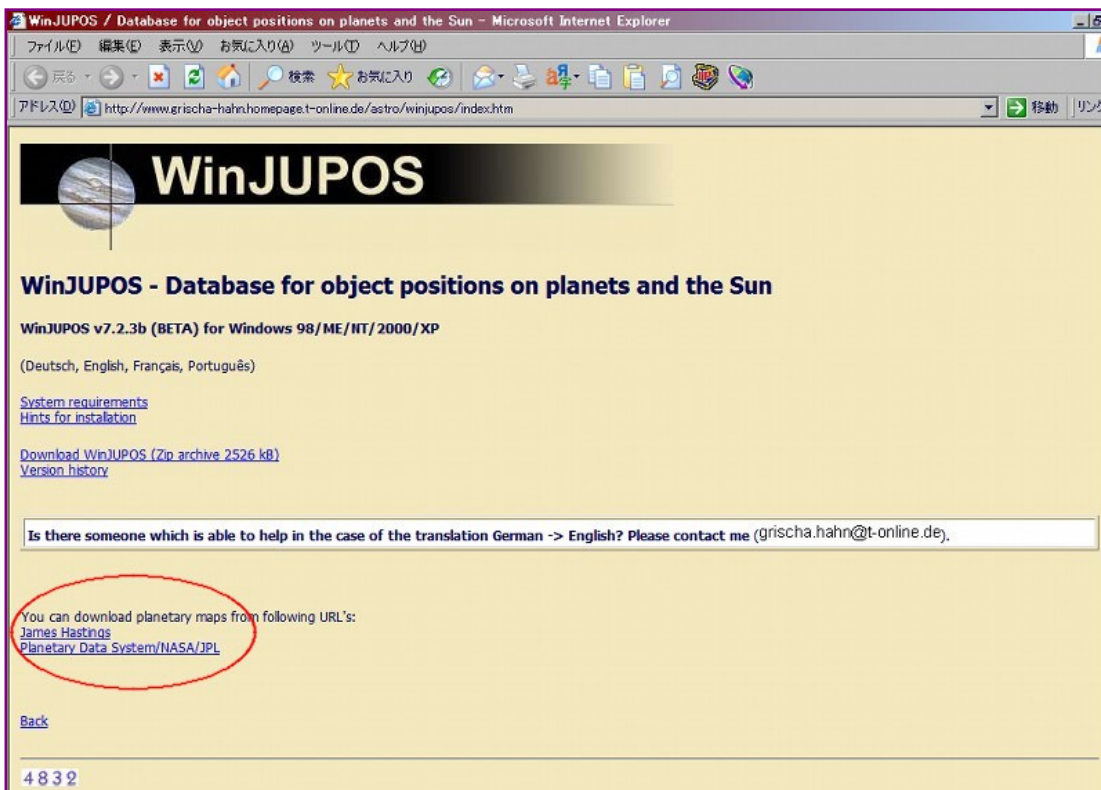 WinJUPOS / Database for object positions on planets and the Sun - Microsoft Internet Explorer
ファイル(F) 編集(E) 表示(V) お気に入り(A) ツール(T) ヘルプ(H)
戻る 検索 お気に入り
アドレス(D) http://www.grischa-hahn.homepage.t-online.de/astro/winjupos/index.htm 移動
WinJUPOS
WinJUPOS - Database for object positions on planets and the Sun
WinJUPOS v7.2.3b (BETA) for Windows 98/ME/NT/2000/XP
(Deutsch, English, Français, Português)
System requirements
Hints for installation
Download WinJUPOS (Zip archive 2526 kB)
Version history
Is there someone which is able to help in the case of the translation German -> English? Please contact me (grischa.hahn@t-online.de).
You can download planetary maps from following URL's:
James Hastings
Planetary Data System/NASA/JPL
Back
4832